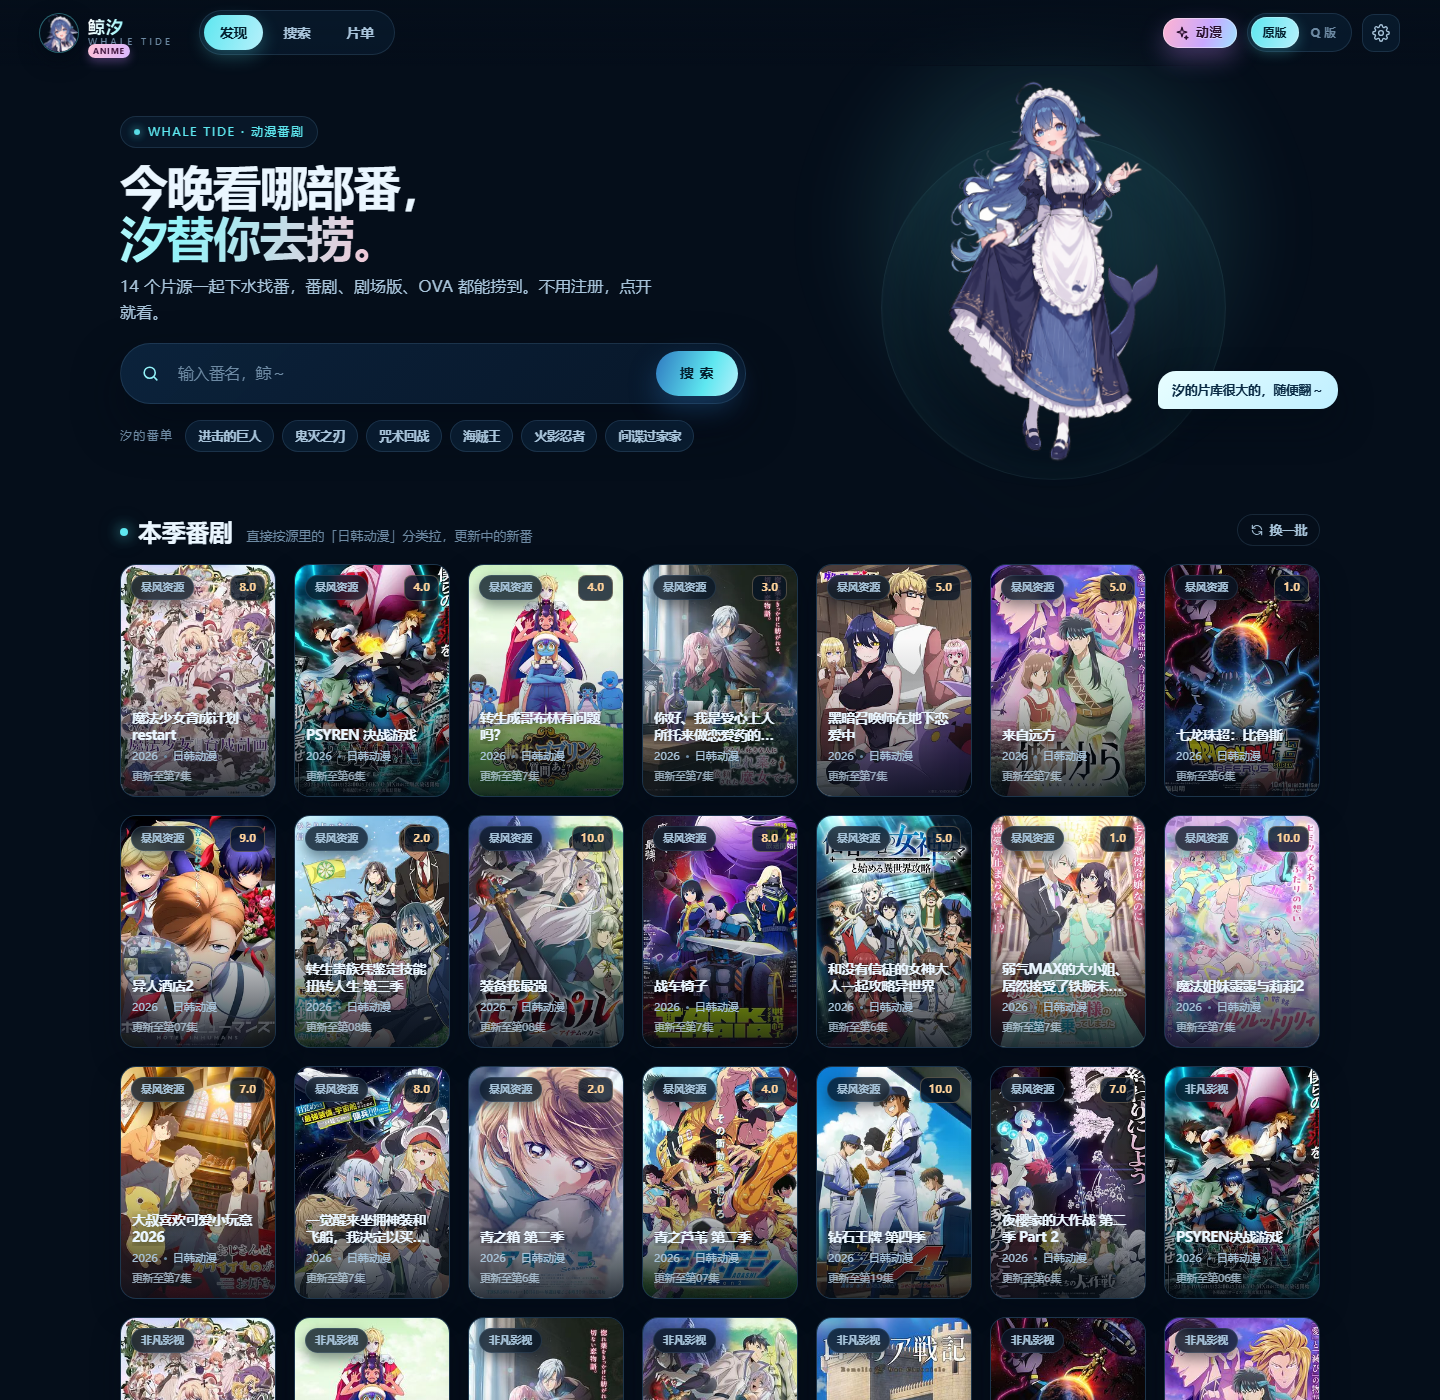 鲸汐
WHALE TIDE
ANIME
发现
搜索
片单
动漫
原版
Q 版
WHALE TIDE · 动漫番剧
今晚看哪部番，
汐替你去捞。
14 个片源一起下水找番，番剧、剧场版、OVA 都能捞到。不用注册，点开
就看。
输入番名，鲸~
搜 索
汐的番单
进击的巨人
鬼灭之刃
咒术回战
海贼王
火影忍者
间谍过家家
汐的片库很大的，随便翻~
本季番剧
直接按源里的「日韩动漫」分类拉，更新中的新番
换一批
暴风资源
8.0
魔法少女育成计划
restart
2026 · 日韩动漫
更新至第7集
暴风资源
4.0
PSYREN 决战游戏
2026 · 日韩动漫
更新至第6集
暴风资源
4.0
转生成哥布林有问题
吗？
2026 · 日韩动漫
更新至第7集
暴风资源
3.0
你好、我是受心上人
所托来做恋爱药的...
2026 · 日韩动漫
更新至第7集
暴风资源
5.0
黑暗召唤师在地下恋
爱中
2026 · 日韩动漫
更新至第7集
暴风资源
5.0
来自远方
2026 · 日韩动漫
更新至第7集
暴风资源
1.0
七龙珠超：比鲁斯
2026 · 日韩动漫
更新至第6集
暴风资源
9.0
异人酒店2
2026 · 日韩动漫
更新至第07集
暴风资源
2.0
转生贵族凭鉴定技能
扭转人生 第三季
2026 · 日韩动漫
更新至第08集
暴风资源
10.0
装备我最强
2026 · 日韩动漫
更新至第08集
暴风资源
8.0
战车椅子
2026 · 日韩动漫
更新至第7集
暴风资源
5.0
と始める異世界攻略
和没有信徒的女神大
人一起攻略异世界
2026 · 日韩动漫
更新至第6集
暴风资源
1.0
弱气MAX的大小姐、
居然接受了铁腕未...
2026 · 日韩动漫
更新至第7集
暴风资源
10.0
魔法姐妹露露与莉莉2
2026 · 日韩动漫
更新至第7集
暴风资源
7.0
大叔喜欢可爱小玩意
2026
2026 · 日韩动漫
更新至第7集
暴风资源
8.0
一觉醒来坐拥神装和
飞船，我决定以买...
2026 · 日韩动漫
更新至第7集
暴风资源
2.0
青之箱 第二季
2026 · 日韩动漫
更新至第6集
暴风资源
4.0
その衝動を信じろ
青之芦苇 第二季
2026 · 日韩动漫
更新至第07集
暴风资源
10.0
钻石王牌 第四季
2026 · 日韩动漫
更新至第19集
暴风资源
7.0
夜樱家的大作战 第二
季 Part 2
2026 · 日韩动漫
更新至第6集
非凡影视
PSYREN决战游戏
2026 · 日韩动漫
更新至第06集
非凡影视
非凡影视
非凡影视
非凡影视
非凡影视
非凡影视
非凡影视